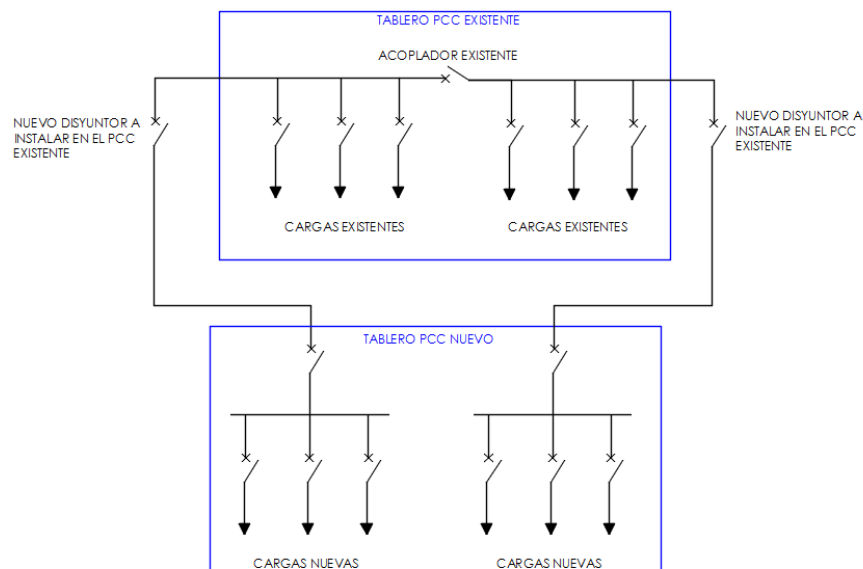 TABLERO PCC EXISTENTE
ACOPLADOR EXISTENTE
NUEVO DISYUNTOR A
INSTALAR EN EL PCC
EXISTENTE
NUEVO DISYUNTOR A
INSTALAR EN EL PCC
EXISTENTE
CARGAS EXISTENTES
CARGAS EXISTENTES
TABLERO PCC NUEVO
CARGAS NUEVAS
CARGAS NUEVAS